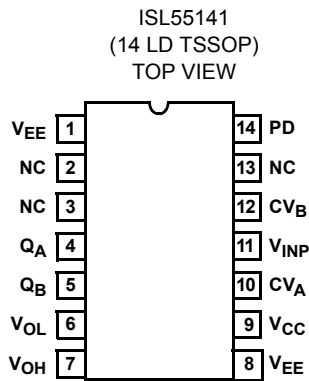 ISL55141
(14 LD TSSOP)
TOP VIEW
VEE 1 14 PD
NC 2 13 NC
NC 3 12 CVB
QA 4 11 VINP
QB 5 10 CVA
VOL 6 9 VCC
VOH 7 8 VEE